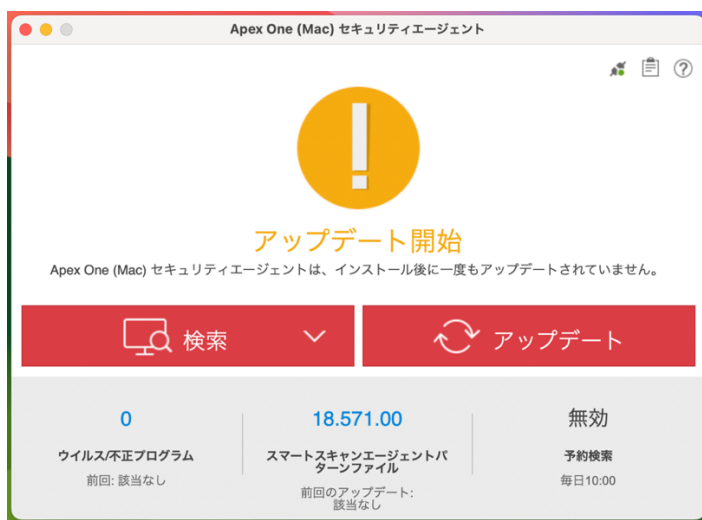 Apex One (Mac) セキュリティエージェント
アップデート開始
Apex One (Mac) セキュリティエージェントは、インストール後に一度もアップデートされていません。
検索
アップデート
0
ウイルス/不正プログラム
前回: 該当なし
18.571.00
スマートスキャンエージェントパ
ターンファイル
前回のアップデート:
該当なし
無効
予約検索
毎日10:00